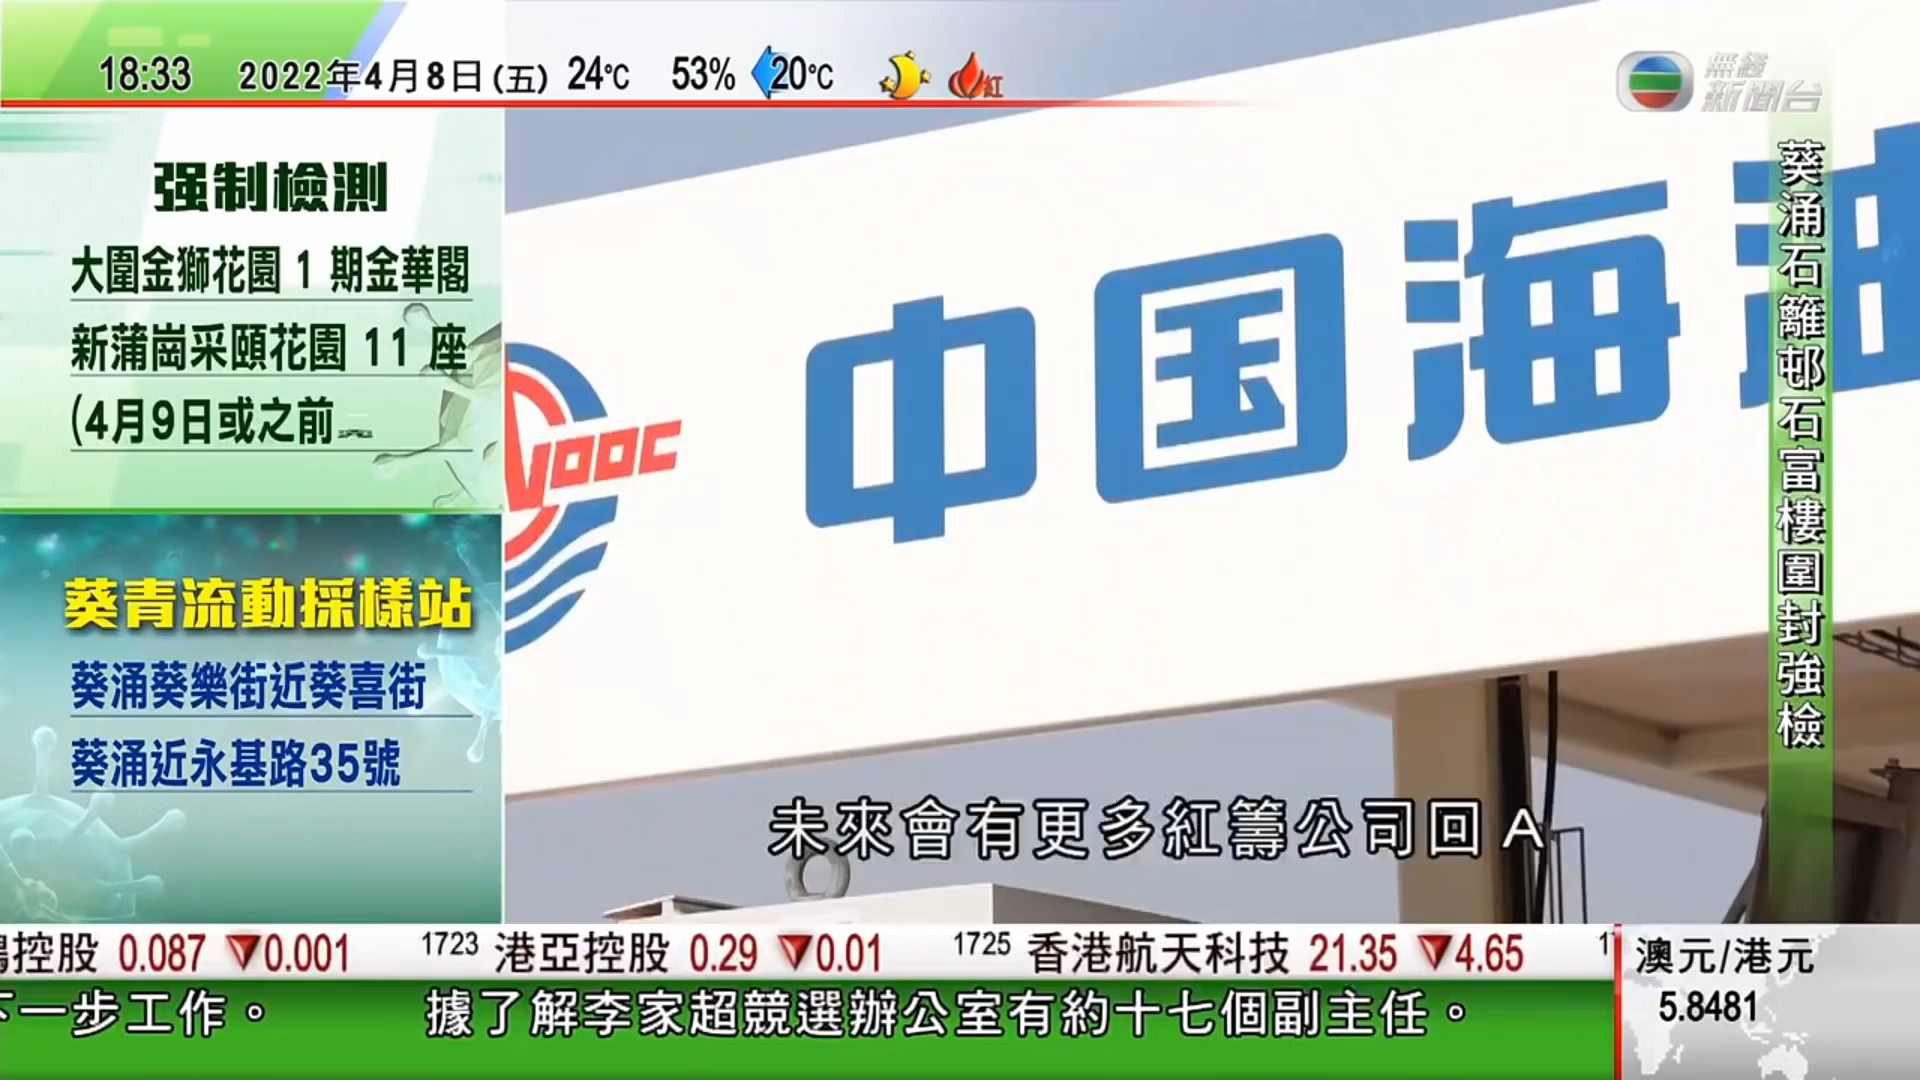 18:33 2022年4月8日(五) 24℃ 53% 20℃ 紅
無綫
新聞台
强制檢測
大圍金獅花園 1 期金華閣
新蒲崗采頤花園 11 座
(4月9日或之前
葵青流動採樣站
葵涌葵樂街近葵喜街
葵涌近永基路35號
中国海油
NOOC
葵涌石籬邨石富樓圍封強檢
未來會有更多紅籌公司回A
控股 0.087 ▼0.001 1723 港亞控股 0.29 ▼0.01 1725 香港航天科技 21.35 ▼4.65
一步工作。 據了解李家超競選辦公室有約十七個副主任。
澳元/港元
5.8481